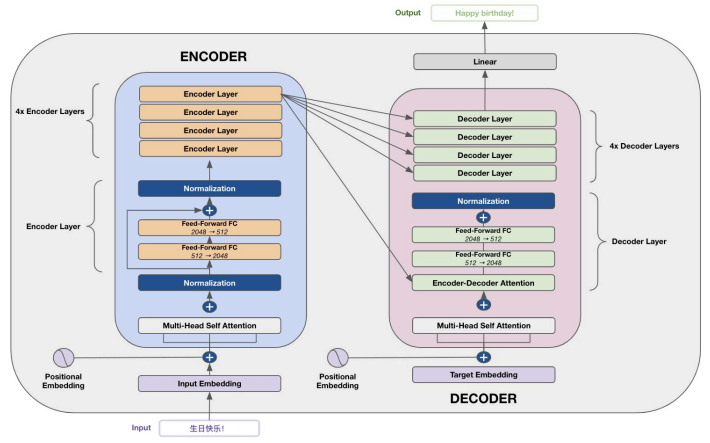 Output
Happy birthday!
ENCODER
Linear
4x Encoder Layers
Encoder Layer
Encoder Layer
Encoder Layer
Encoder Layer
Decoder Layer
Decoder Layer
Decoder Layer
Decoder Layer
4x Decoder Layers
Encoder Layer
Normalization
Feed-Forward FC
2048 → 512
Feed-Forward FC
512 → 2048
Normalization
Multi-Head Self Attention
Normalization
Feed-Forward FC
2048 → 512
Feed-Forward FC
512 → 2048
Encoder-Decoder Attention
Multi-Head Self Attention
Decoder Layer
Positional
Embedding
Input Embedding
Positional
Embedding
Target Embedding
DECODER
Input
生日快乐!